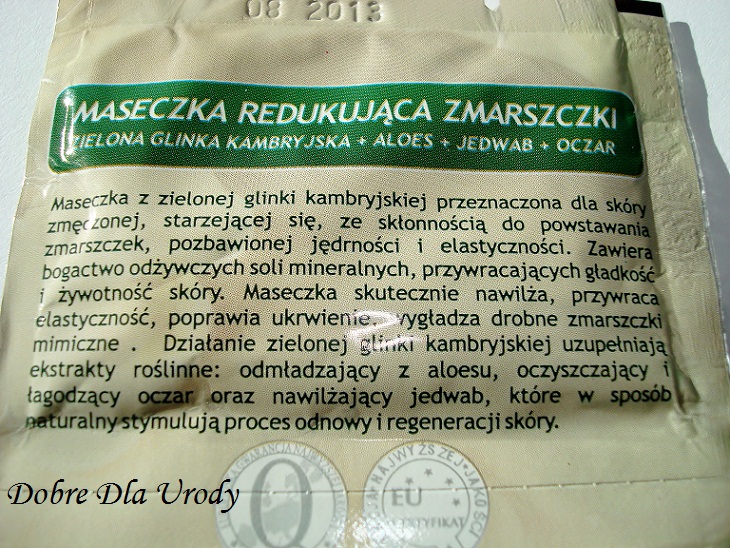 08 2013
MASECZKA REDUKUJĄCA ZMARSZCZKI
ZIELONA GLINKA KAMBRYJSKA + ALOES + JEDWAB + OCZAR
Maseczka z zielonej glinki kambryjskiej przeznaczona dla skóry
zmęczonej, starzejącej się, ze skłonnością do powstawania
zmarszczek, pozbawionej jędrności i elastyczności. Zawiera
bogactwo odżywczych soli mineralnych, przywracających gładkość
i żywotność skóry. Maseczka skutecznie nawilża, przywraca
elastyczność, poprawia ukrwienie, wygładza drobne zmarszczki
mimiczne . Działanie zielonej glinki kambryjskiej uzupełniają
ekstrakty roślinne: odmładzający z aloesu, oczyszczający i
łagodzący oczar oraz nawilżający jedwab, które w sposób
naturalny stymulują proces odnowy i regeneracji skóry.
Q
NAJWYŻSZEJ JAKOŚCI
EU
Dobre Dla Urody